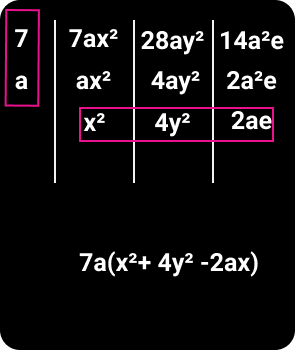 7 7ax² 28ay² 14a²e
a ax² 4ay² 2a²e
x² 4y² 2ae
7a(x²+ 4y² -2ax)